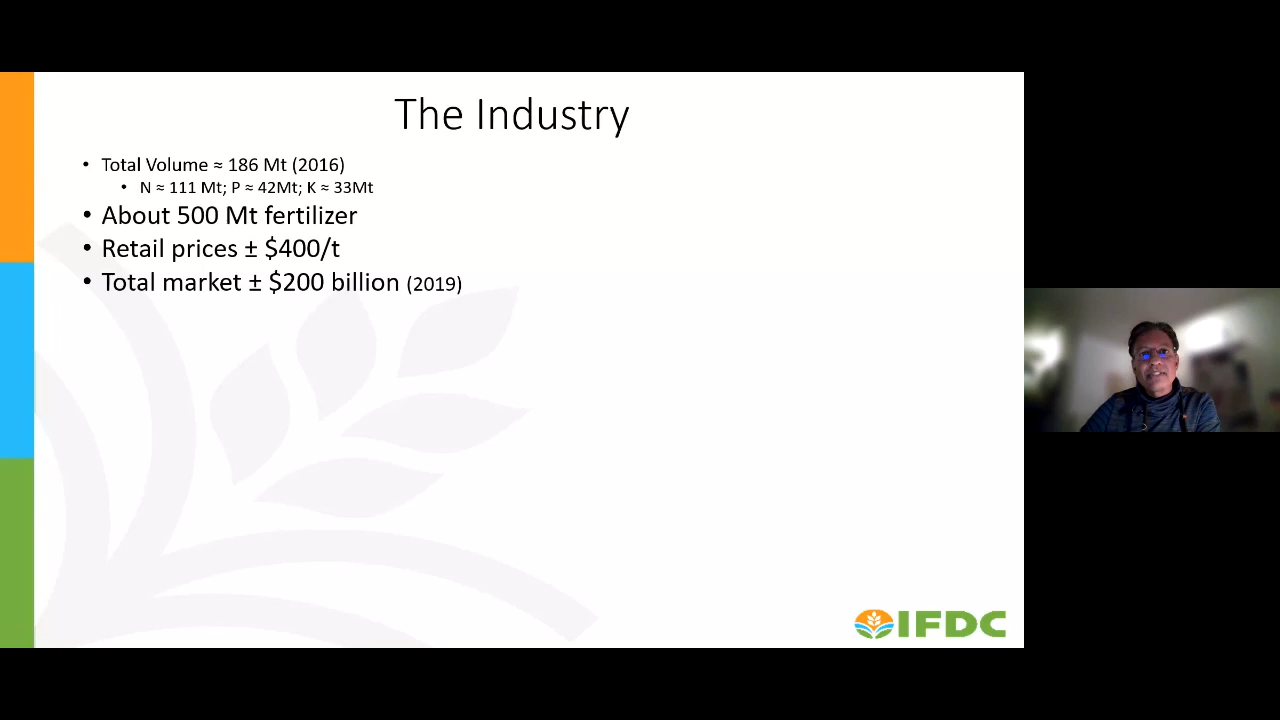 The Industry
• Total Volume ≈ 186 Mt (2016)
• N ≈ 111 Mt; P ≈ 42Mt; K ≈ 33Mt
• About 500 Mt fertilizer
• Retail prices ± $400/t
• Total market ± $200 billion (2019)
IFDC